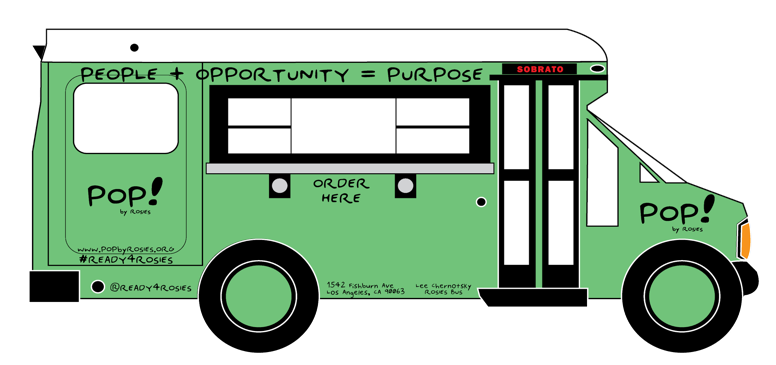 PEOPLE + OPPORTUNITY = PURPOSE
SOBRATO
ORDER
HERE
POP!
by Rosies
www.POPbyROSIES.ORG
#READY4ROSIES
@READY4ROSIES
1542 Fishburn Ave
Los Angeles, CA 90063
Lee Chernotsky
ROSIES Bus
POP!
by Rosies